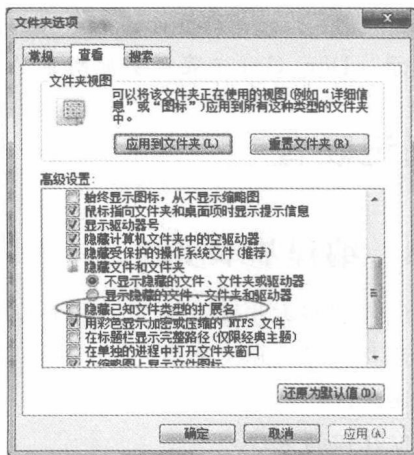 文件夹选项
常规 查看 搜索
文件夹视图
可以将该文件夹正在使用的视图(例如“详细信
息”或“图标”)应用到所有这种类型的文件夹
中。
应用到文件夹(L) 重置文件夹(R)
高级设置:
始终显示图标，从不显示缩略图
鼠标指向文件夹和桌面项时显示提示信息
显示驱动器号
隐藏计算机文件夹中的空驱动器
隐藏受保护的操作系统文件(推荐)
隐藏文件和文件夹
不显示隐藏的文件、文件夹或驱动器
显示隐藏的文件、文件夹和驱动器
隐藏已知文件类型的扩展名
用彩色显示加密或压缩的 NTFS 文件
在标题栏显示完整路径(仅限经典主题)
在单独的进程中打开文件夹窗口
在缩略图上显示文件图标
还原为默认值(D)
确定 取消 应用(A)